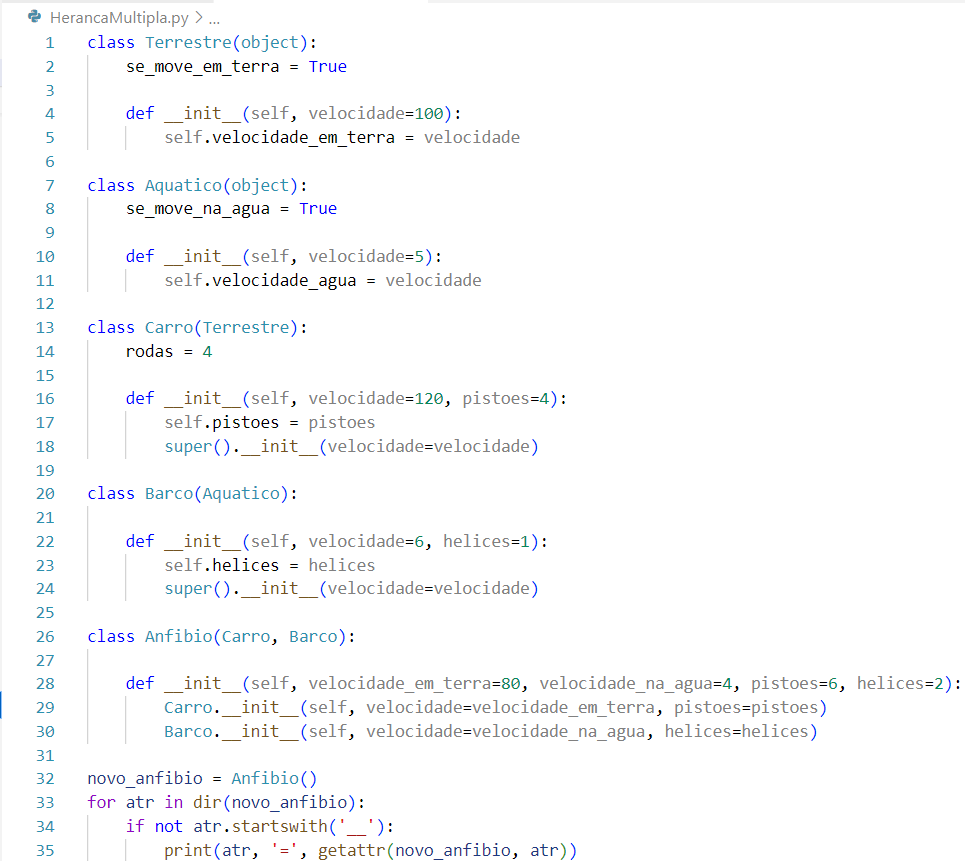 HerancaMultipla.py > ...
1 class Terrestre(object):
2     se_move_em_terra = True
3
4     def __init__(self, velocidade=100):
5         self.velocidade_em_terra = velocidade
6
7 class Aquatico(object):
8     se_move_na_agua = True
9
10     def __init__(self, velocidade=5):
11         self.velocidade_agua = velocidade
12
13 class Carro(Terrestre):
14     rodas = 4
15
16     def __init__(self, velocidade=120, pistoes=4):
17         self.pistoes = pistoes
18         super().__init__(velocidade=velocidade)
19
20 class Barco(Aquatico):
21
22     def __init__(self, velocidade=6, helices=1):
23         self.helices = helices
24         super().__init__(velocidade=velocidade)
25
26 class Anfibio(Carro, Barco):
27
28     def __init__(self, velocidade_em_terra=80, velocidade_na_agua=4, pistoes=6, helices=2):
29         Carro.__init__(self, velocidade=velocidade_em_terra, pistoes=pistoes)
30         Barco.__init__(self, velocidade=velocidade_na_agua, helices=helices)
31
32 novo_anfibio = Anfibio()
33 for atr in dir(novo_anfibio):
34     if not atr.startswith('__'):
35         print(atr, '=', getattr(novo_anfibio, atr))